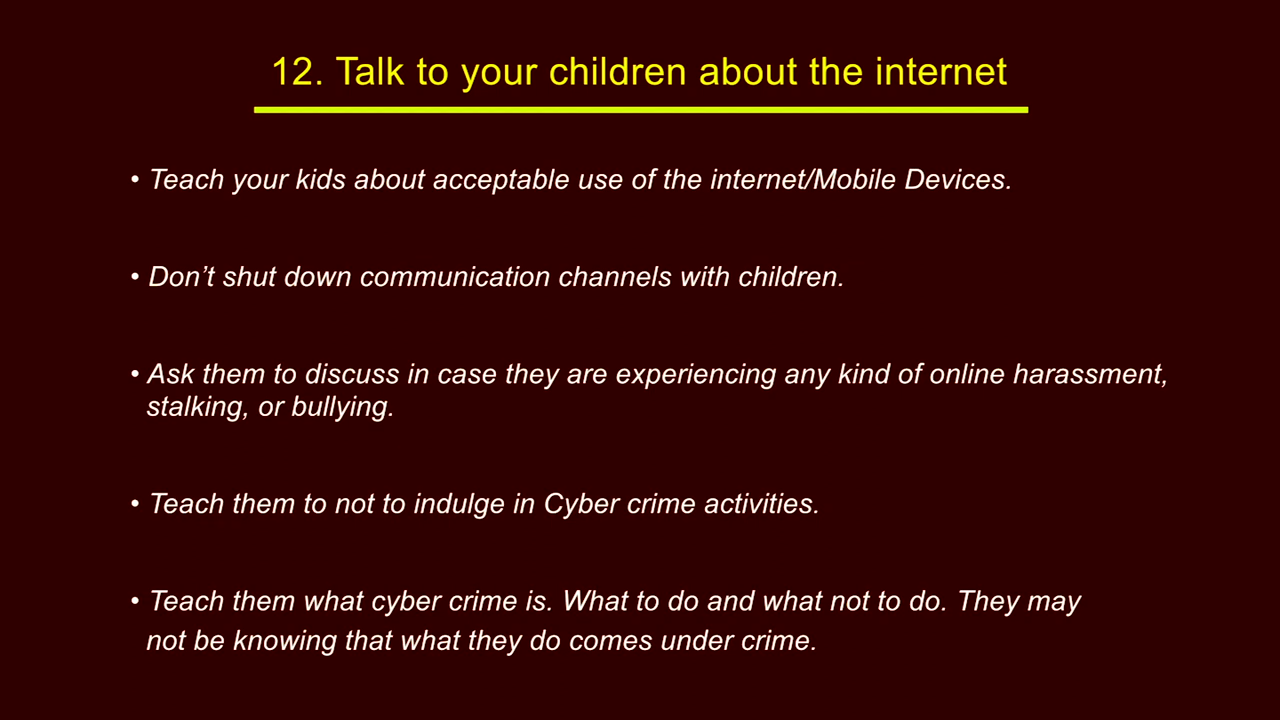 12. Talk to your children about the internet
• Teach your kids about acceptable use of the internet/Mobile Devices.
• Don’t shut down communication channels with children.
• Ask them to discuss in case they are experiencing any kind of online harassment,
stalking, or bullying.
• Teach them to not to indulge in Cyber crime activities.
• Teach them what cyber crime is. What to do and what not to do. They may
not be knowing that what they do comes under crime.